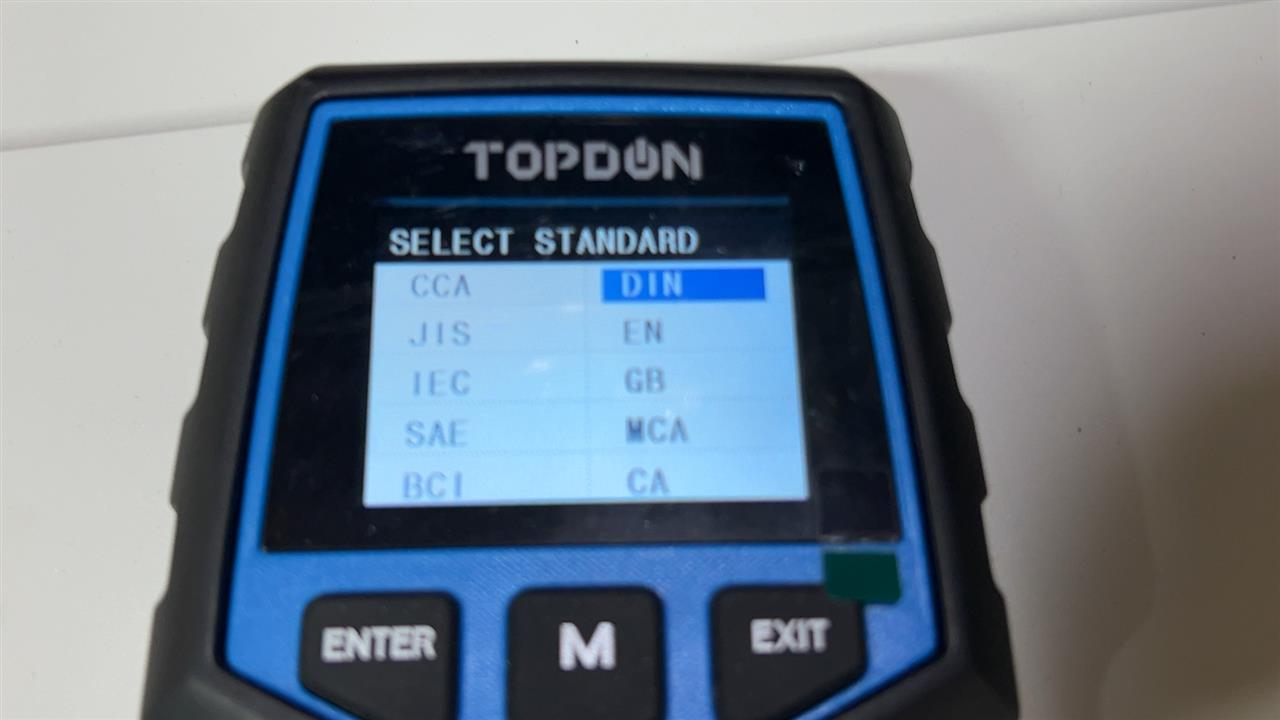 TOPDON
SELECT STANDARD
CCA DIN
JIS EN
IEC GB
SAE MCA
BCI CA
ENTER M EXIT